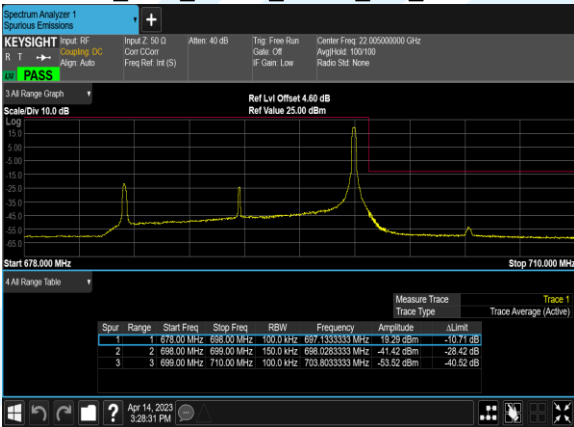 Spectrum Analyzer 1
Spurious Emissions
+
KEYSIGHT
R T
Input: RF
Coupling: DC
Align: Auto
Input Z: 50 Ω
Corr CCorr
Freq Ref: Int (S)
Atten: 40 dB
Trig: Free Run
Gate: Off
IF Gain: Low
Center Freq: 22.005000000 GHz
Avg|Hold: 100/100
Radio Std: None
PASS
3 All Range Graph
Scale/Div 10.0 dB
Ref Lvl Offset 4.60 dB
Ref Value 25.00 dBm
Log
15.0
5.00
-5.00
-15.0
-25.0
-35.0
-45.0
-55.0
-65.0
Start 678.000 MHz
Stop 710.000 MHz
4 All Range Table
Measure Trace Trace 1
Trace Type Trace Average (Active)
Spur Range Start Freq Stop Freq RBW Frequency Amplitude ΔLimit
1 1 678.00 MHz 698.00 MHz 100.0 kHz 697.1333333 MHz 19.29 dBm -10.71 dB
2 2 698.00 MHz 699.00 MHz 150.0 kHz 698.0283333 MHz -41.42 dBm -28.42 dB
3 3 699.00 MHz 710.00 MHz 100.0 kHz 703.8033333 MHz -53.52 dBm -40.52 dB
?
Apr 14, 2023
3:28:31 PM